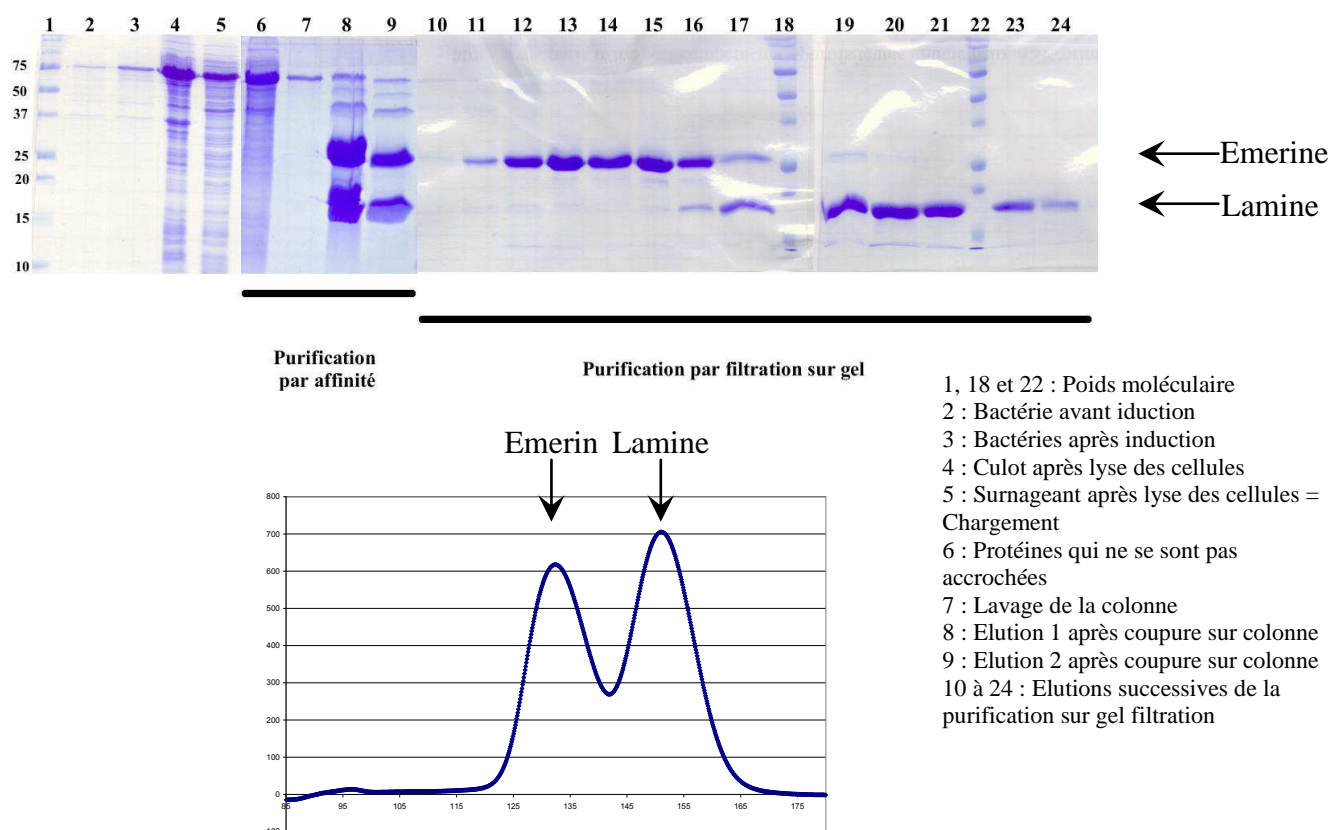 1 2 3 4 5 6 7 8 9 10 11 12 13 14 15 16 17 18 19 20 21 22 23 24
75
50
37
25
20
15
10
Emerine
Lamine
Purification
par affinité
Purification par filtration sur gel
1, 18 et 22 : Poids moléculaire
2 : Bactérie avant iduction
3 : Bactéries après induction
4 : Culot après lyse des cellules
5 : Surnageant après lyse des cellules =
Chargement
6 : Protéines qui ne se sont pas
accrochées
7 : Lavage de la colonne
8 : Elution 1 après coupure sur colonne
9 : Elution 2 après coupure sur colonne
10 à 24 : Elutions successives de la
purification sur gel filtration
Emerin Lamine
800
700
600
500
400
300
200
100
0
85 95 105 115 125 135 145 155 165 175